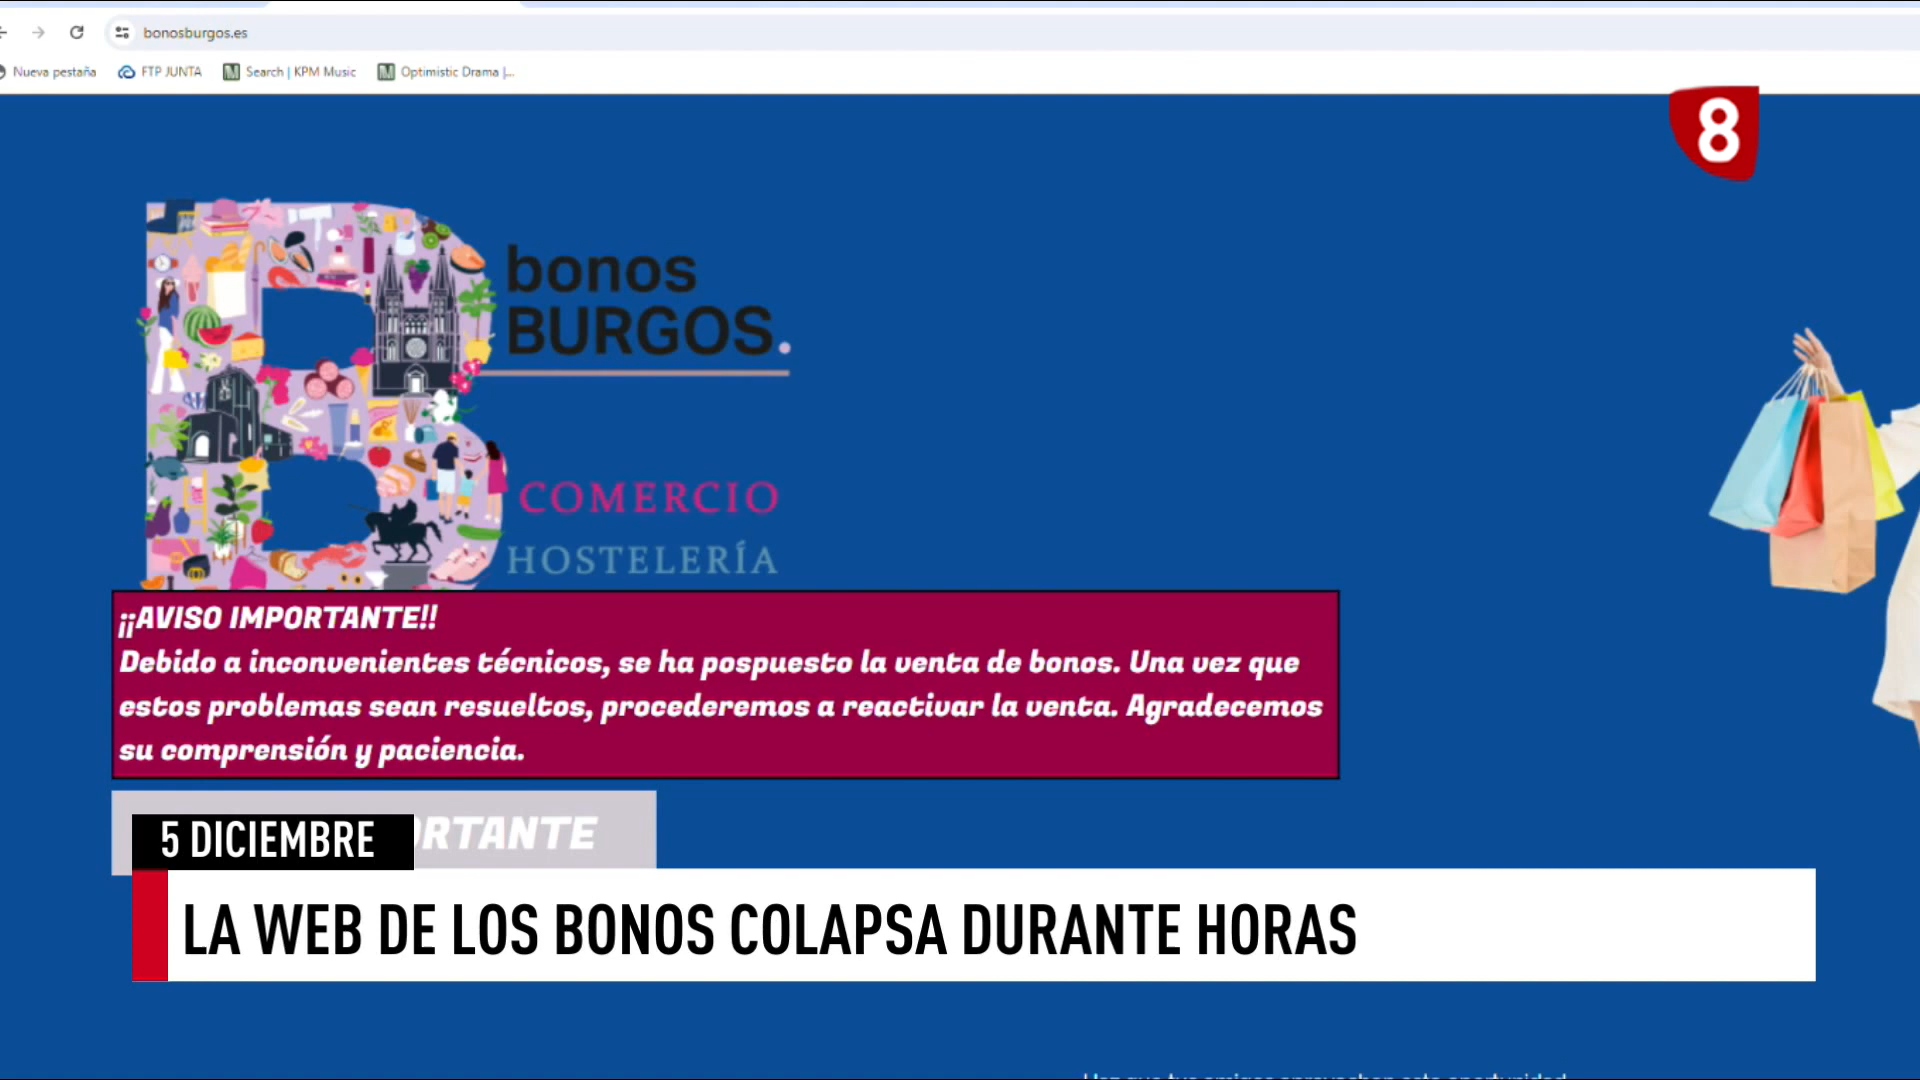 bonosburgos.es
Nueva pestaña
FTP JUNTA
Search | KPM Music
Optimistic Drama |...
8
bonos
BURGOS.
COMERCIO
HOSTELERÍA
¡¡AVISO IMPORTANTE!!
Debido a inconvenientes técnicos, se ha pospuesto la venta de bonos. Una vez que
estos problemas sean resueltos, procederemos a reactivar la venta. Agradecemos
su comprensión y paciencia.
RTANTE
5 DICIEMBRE
LA WEB DE LOS BONOS COLAPSA DURANTE HORAS